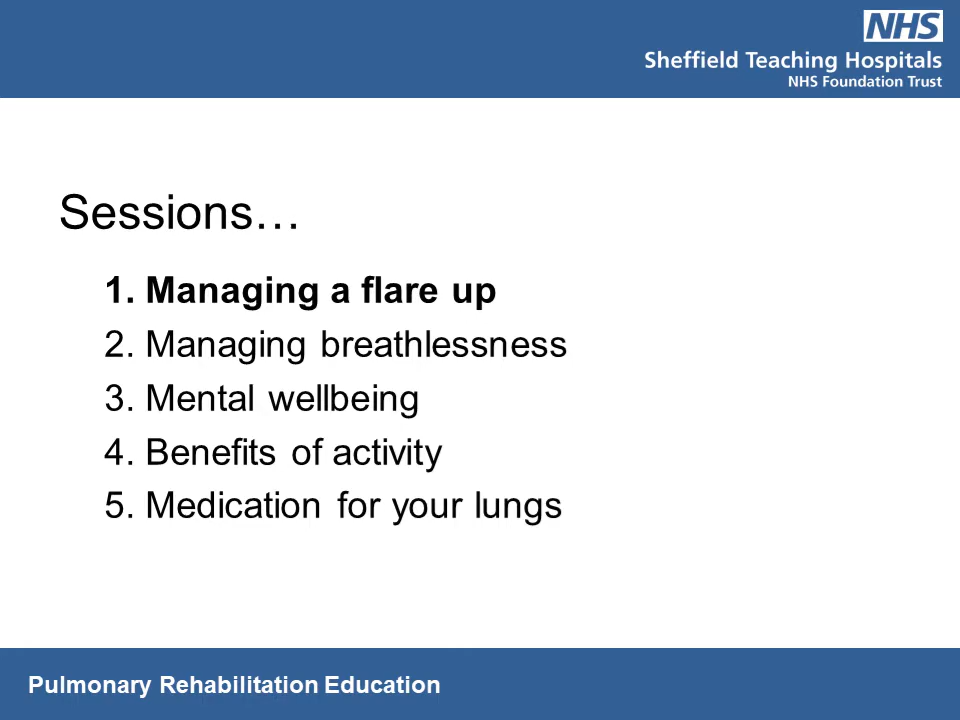 NHS
Sheffield Teaching Hospitals
NHS Foundation Trust
Sessions…
1. Managing a flare up
2. Managing breathlessness
3. Mental wellbeing
4. Benefits of activity
5. Medication for your lungs
Pulmonary Rehabilitation Education